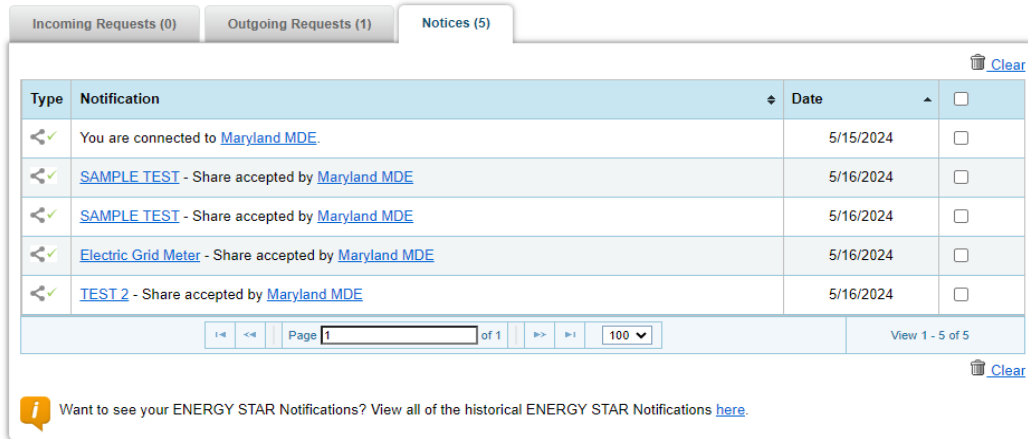 Incoming Requests (0) Outgoing Requests (1) Notices (5)
Clear
Type Notification Date
You are connected to Maryland MDE. 5/15/2024
SAMPLE TEST - Share accepted by Maryland MDE 5/16/2024
SAMPLE TEST - Share accepted by Maryland MDE 5/16/2024
Electric Grid Meter - Share accepted by Maryland MDE 5/16/2024
TEST 2 - Share accepted by Maryland MDE 5/16/2024
Page 1 of 1 100 View 1 - 5 of 5
Clear
i Want to see your ENERGY STAR Notifications? View all of the historical ENERGY STAR Notifications here.